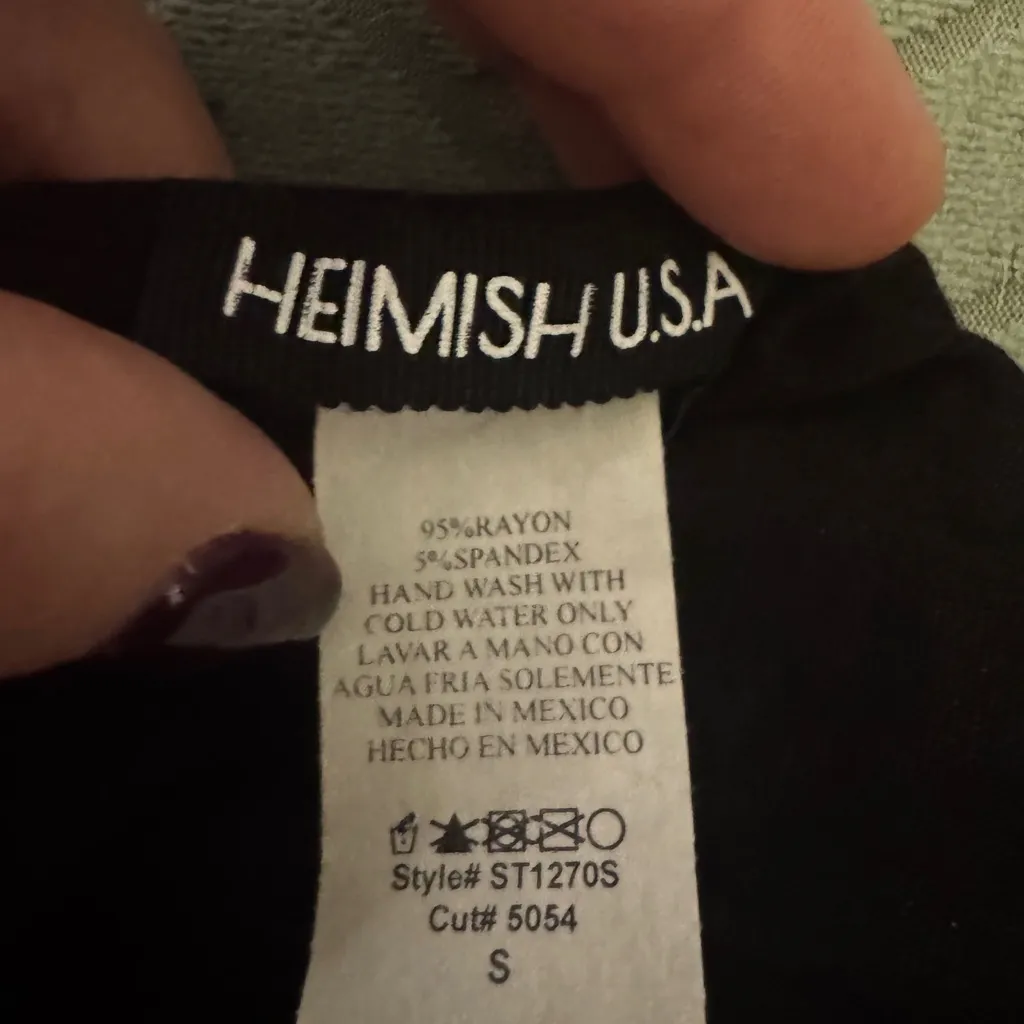 HEIMISH U.S.A
95%RAYON
5%SPANDEX
HAND WASH WITH
COLD WATER ONLY
LAVAR A MANO CON
AGUA FRIA SOLEMENTE
MADE IN MEXICO
HECHO EN MEXICO
Style# ST1270S
Cut# 5054
S